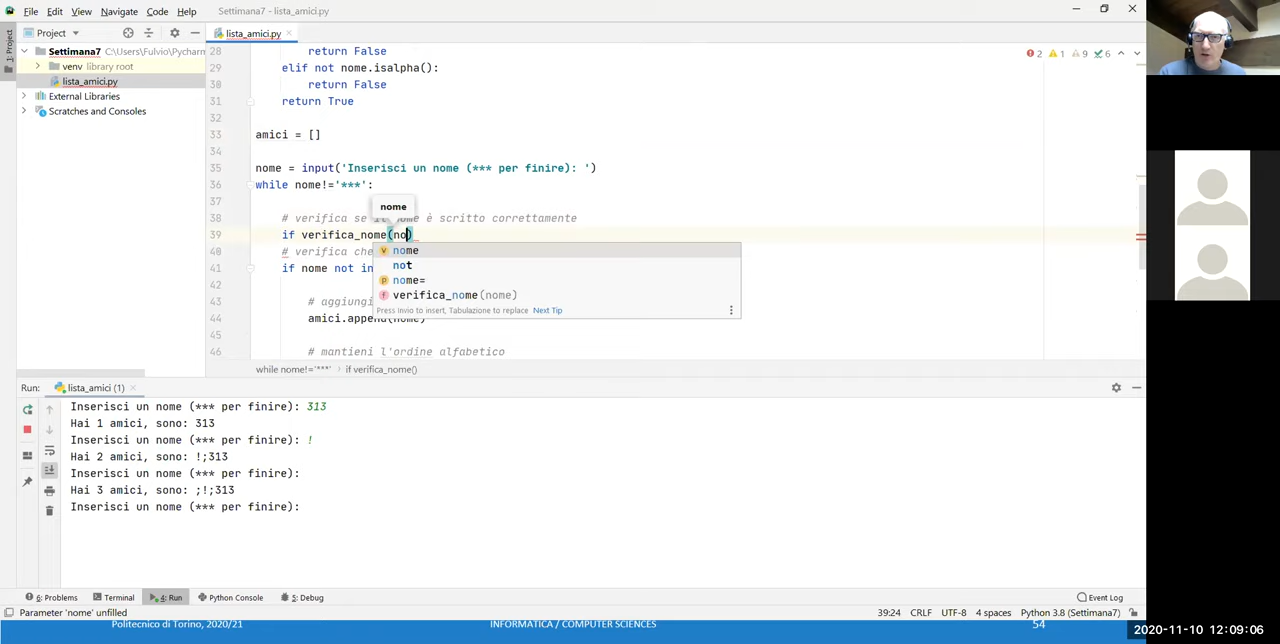 File Edit View Navigate Code Help Settimana7 - lista_amici.py
Project lista_amici.py
1: Project
Settimana7 C:\Users\Fulvio\Pycharm
venv library root
lista_amici.py
External Libraries
Scratches and Consoles
2 1 9 6
28 return False
29 elif not nome.isalpha():
30 return False
31 return True
32
33 amici = []
34
35 nome = input('Inserisci un nome (*** per finire): ')
36 while nome!='***':
37
nome
38 # verifica se il nome è scritto correttamente
39 if verifica_nome(no)
40 # verifica che
41 if nome not in
42
43 # aggiungi
44 amici.append(nome)
45
46 # mantieni l'ordine alfabetico
nome
not
nome=
verifica_nome(nome)
Press Invio to insert, Tabulazione to replace Next Tip
while nome!='***' › if verifica_nome()
Run: lista_amici (1)
Inserisci un nome (*** per finire): 313
Hai 1 amici, sono: 313
Inserisci un nome (*** per finire): !
Hai 2 amici, sono: !;313
Inserisci un nome (*** per finire):
Hai 3 amici, sono: ;!;313
Inserisci un nome (*** per finire):
6: Problems Terminal 4: Run Python Console 5: Debug Event Log
Parameter 'nome' unfilled 39:24 CRLF UTF-8 4 spaces Python 3.8 (Settimana7)
Politecnico di Torino, 2020/21 INFORMATICA / COMPUTER SCIENCES 54
2020-11-10 12:09:06